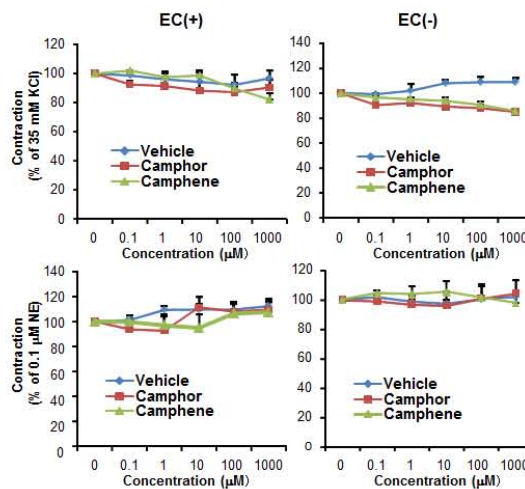 EC(+)
EC(-)
Contraction
(% of 35 mM KCl)
120
100
80
60
40
20
0
Vehicle
Camphor
Camphene
0 0.1 1 10 100 1000
Concentration (μM)
140
120
100
80
60
40
20
0
Vehicle
Camphor
Camphene
0 0.1 1 10 100 1000
Concentration (μM)
Contraction
(% of 0.1 μM NE)
140
120
100
80
60
40
20
0
Vehicle
Camphor
Camphene
0 0.1 1 10 100 1000
Concentration (μM)
140
120
100
80
60
40
20
0
Vehicle
Camphor
Camphene
0 0.1 1 10 100 1000
Concentration (μM)